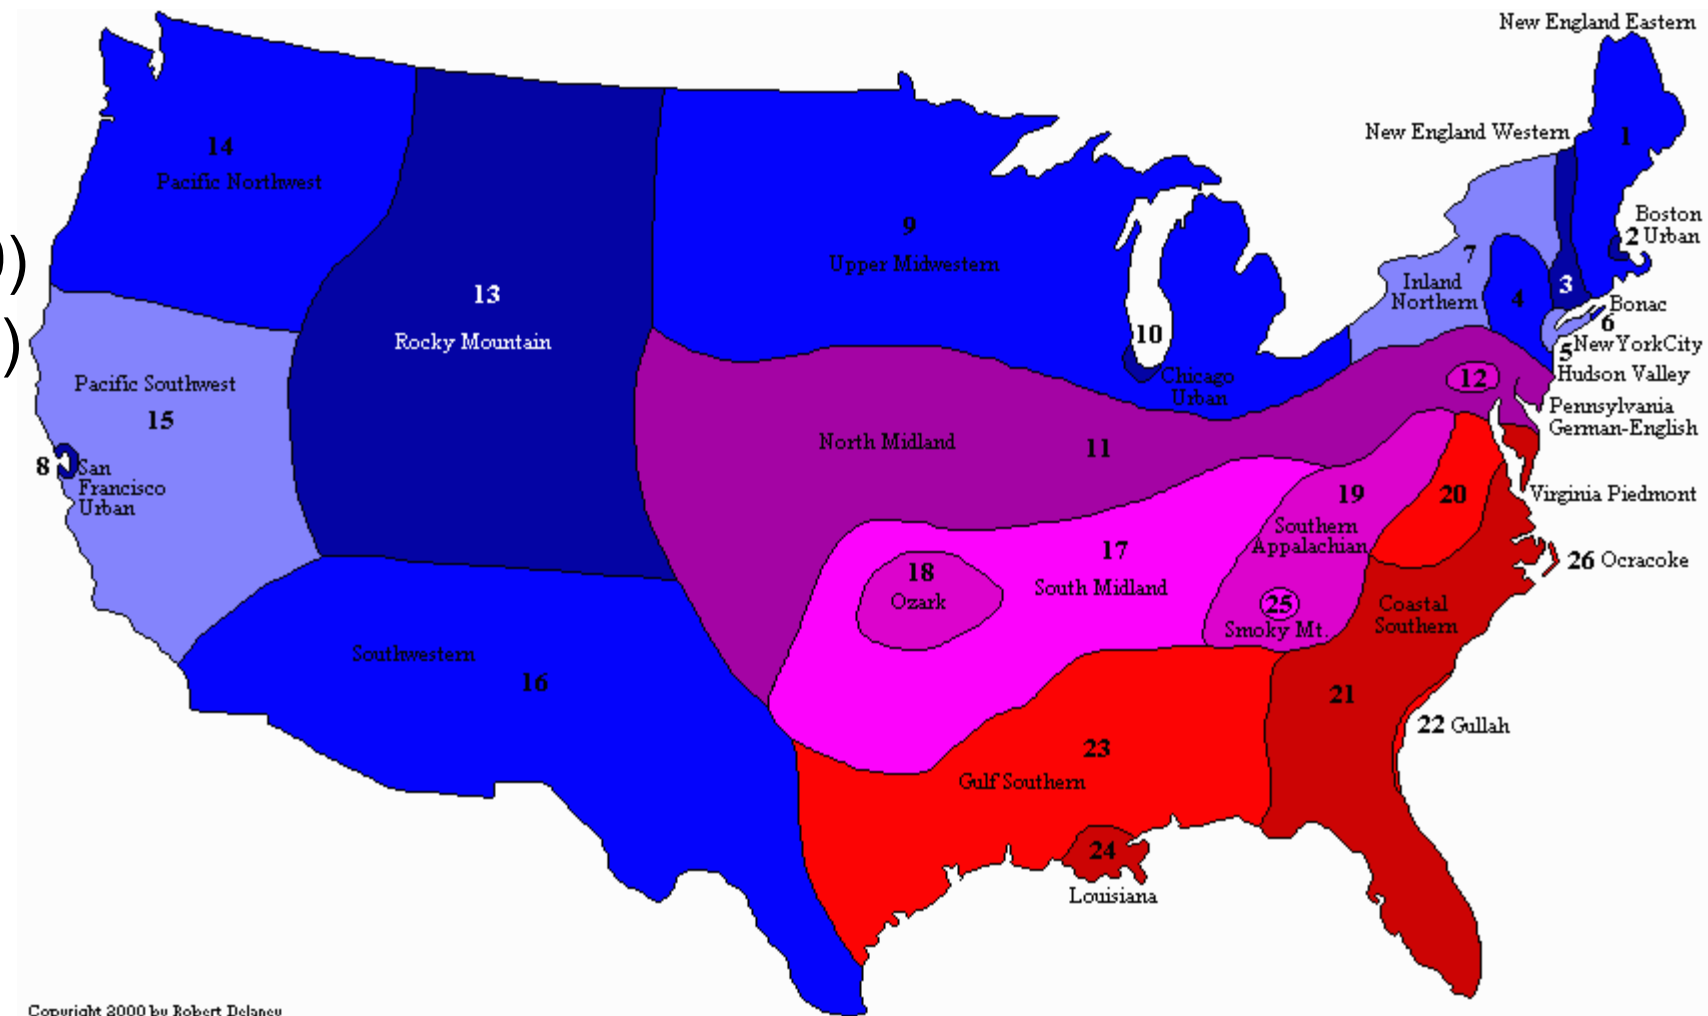 New England Eastern
New England Western
1
14
Pacific Northwest
Boston
2 Urban
9
Upper Midwestern
7
Inland
Northern
3
4
13
Rocky Mountain
Bonac
6
10
5
NewYorkCity
Chicago
Urban
12
Hudson Valley
Pacific Southwest
15
Pennsylvania
German-English
North Midland
11
8
San
Francisco
Urban
)
)
19
20
Virginia Piedmont
Southern
Appalachian
17
South Midland
18
Ozark
26 Ocracoke
25
Smoky Mt.
Coastal
Southern
Southwestern
16
21
22 Gullah
23
Gulf Southern
24
Louisiana
Copyright 2000 by Robert Delaney